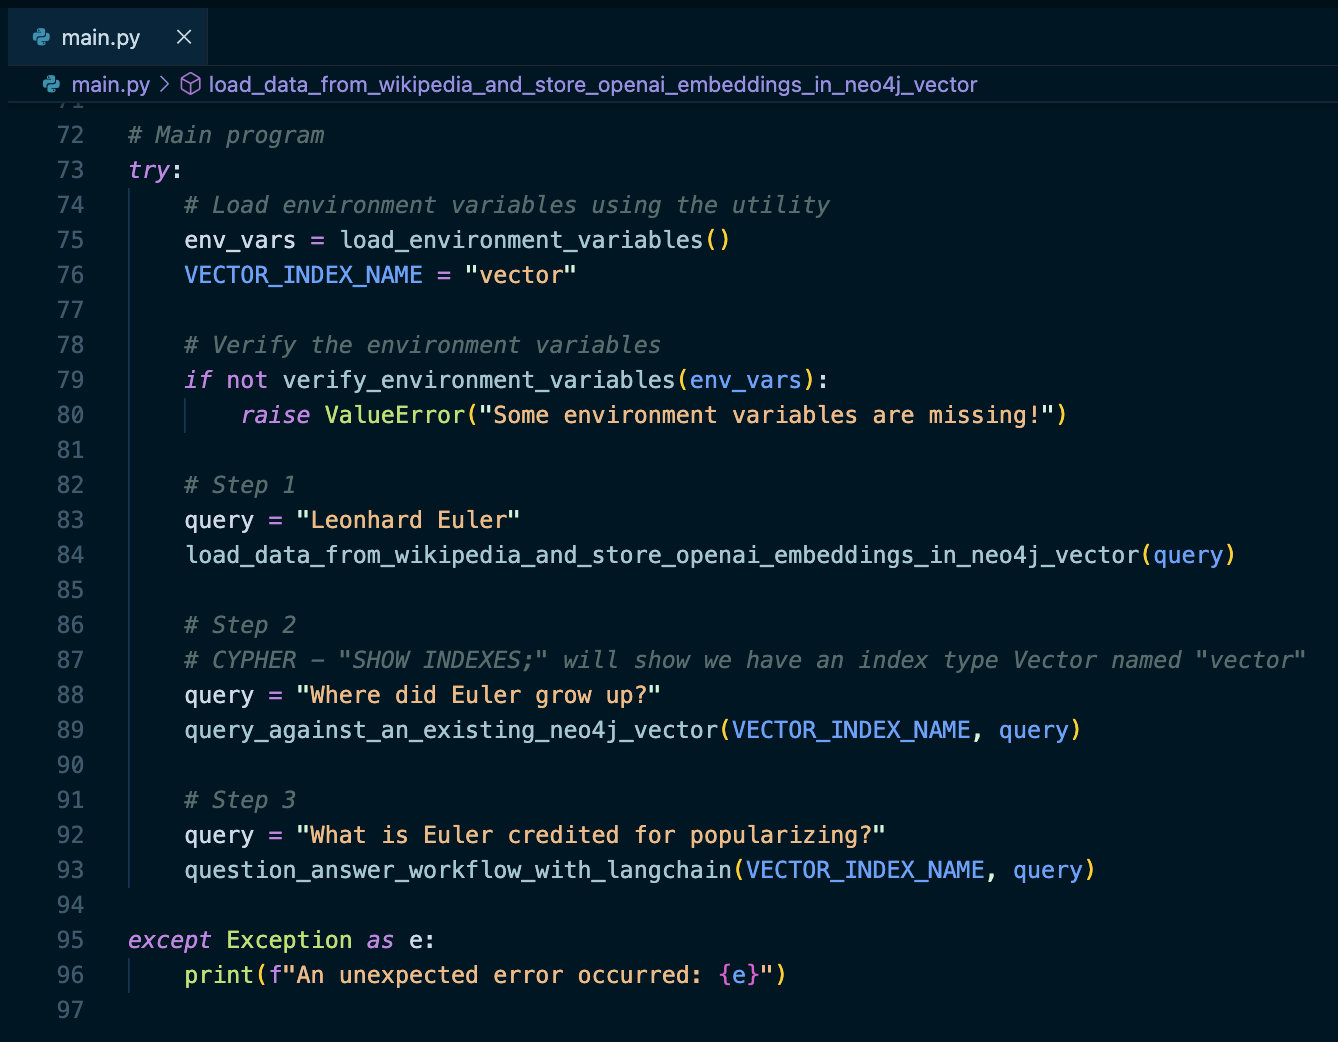 main.py ×
main.py > load_data_from_wikipedia_and_store_openai_embeddings_in_neo4j_vector
71
72 # Main program
73 try:
74     # Load environment variables using the utility
75     env_vars = load_environment_variables()
76     VECTOR_INDEX_NAME = "vector"
77
78     # Verify the environment variables
79     if not verify_environment_variables(env_vars):
80         raise ValueError("Some environment variables are missing!")
81
82     # Step 1
83     query = "Leonhard Euler"
84     load_data_from_wikipedia_and_store_openai_embeddings_in_neo4j_vector(query)
85
86     # Step 2
87     # CYPHER – "SHOW INDEXES;" will show we have an index type Vector named "vector"
88     query = "Where did Euler grow up?"
89     query_against_an_existing_neo4j_vector(VECTOR_INDEX_NAME, query)
90
91     # Step 3
92     query = "What is Euler credited for popularizing?"
93     question_answer_workflow_with_langchain(VECTOR_INDEX_NAME, query)
94
95 except Exception as e:
96     print(f"An unexpected error occurred: {e}")
97